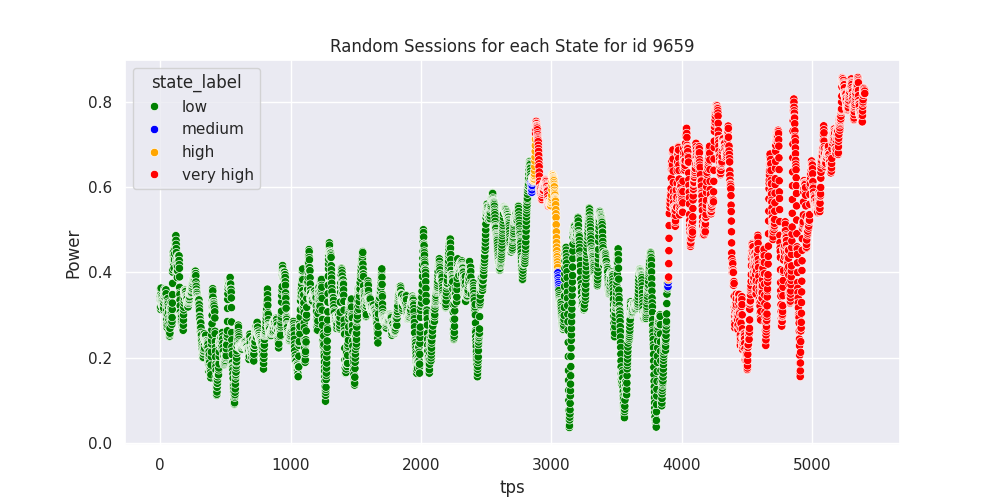 Random Sessions for each State for id 9659
state_label
low
medium
high
very high
Power
0.8
0.6
0.4
0.2
0.0
0 1000 2000 3000 4000 5000
tps